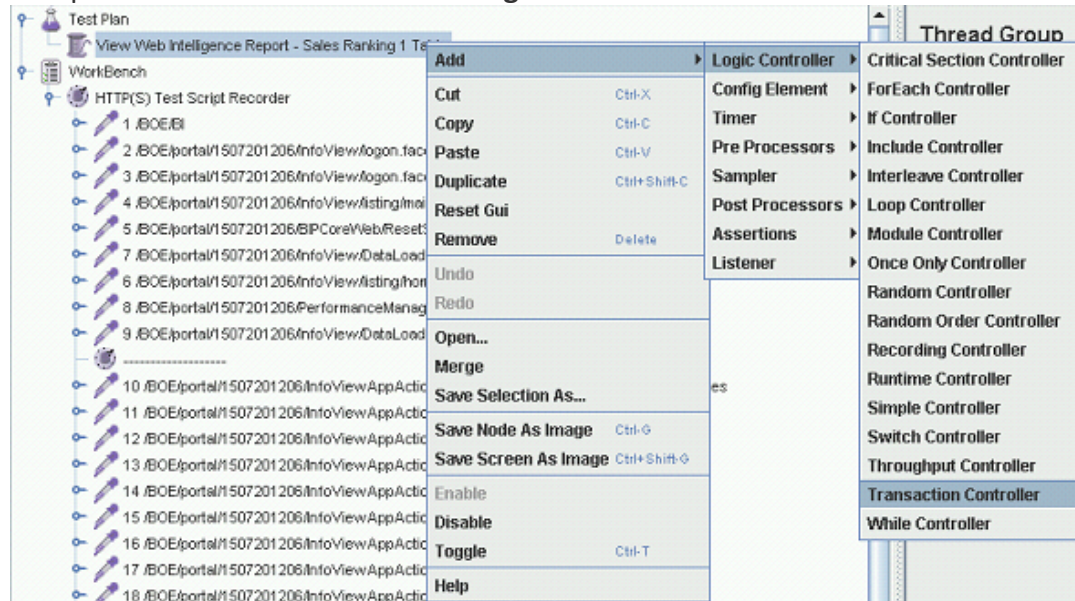 Test Plan
View Web Intelligence Report - Sales Ranking 1
WorkBench
HTTP(S) Test Script Recorder
1 /BOE/BI
2 /BOE/portal/1507201206/InfoView/logon.fac
3 /BOE/portal/1507201206/InfoView/logon.fac
4 /BOE/portal/1507201206/InfoView/listing/mai
5 /BOE/portal/1507201206/BIPCoreWeb/Reset
7 /BOE/portal/1507201206/InfoView/DataLoad
6 /BOE/portal/1507201206/InfoView/listing/hom
8 /BOE/portal/1507201206/PerformanceManag
9 /BOE/portal/1507201206/InfoView/DataLoad
-------------------
10 /BOE/portal/1507201206/InfoViewAppActic
11 /BOE/portal/1507201206/InfoViewAppActic
12 /BOE/portal/1507201206/InfoViewAppActic
13 /BOE/portal/1507201206/InfoViewAppActic
14 /BOE/portal/1507201206/InfoViewAppActic
15 /BOE/portal/1507201206/InfoViewAppActic
16 /BOE/portal/1507201206/InfoViewAppActic
17 /BOE/portal/1507201206/InfoViewAppActic
18 /BOE/portal/1507201206/InfoViewAppActic
es
Add
Cut Ctrl-X
Copy Ctrl-C
Paste Ctrl-V
Duplicate Ctrl+Shift-C
Reset Gui
Remove Delete
Undo
Redo
Open...
Merge
Save Selection As...
Save Node As Image Ctrl-G
Save Screen As Image Ctrl+Shift-G
Enable
Disable
Toggle Ctrl-T
Help
Logic Controller
Config Element
Timer
Pre Processors
Sampler
Post Processors
Assertions
Listener
Thread Group
Critical Section Controller
ForEach Controller
If Controller
Include Controller
Interleave Controller
Loop Controller
Module Controller
Once Only Controller
Random Controller
Random Order Controller
Recording Controller
Runtime Controller
Simple Controller
Switch Controller
Throughput Controller
Transaction Controller
While Controller